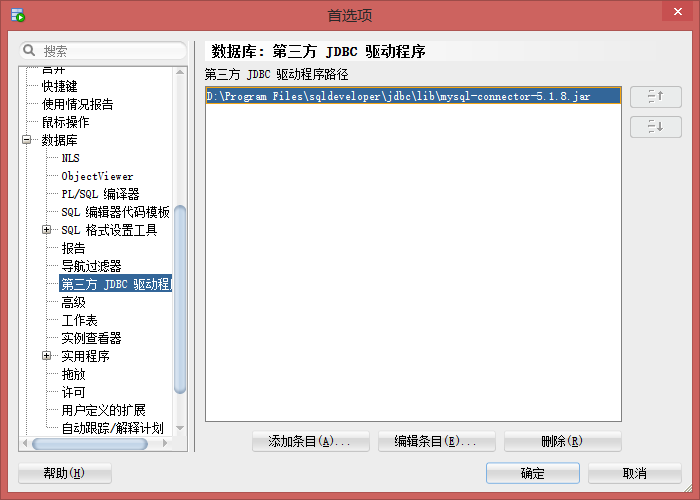 首选项
搜索
合并
快捷键
使用情况报告
鼠标操作
数据库
NLS
ObjectViewer
PL/SQL 编译器
SQL 编辑器代码模板
SQL 格式设置工具
报告
导航过滤器
第三方 JDBC 驱动程
高级
工作表
实例查看器
实用程序
拖放
许可
用户定义的扩展
自动跟踪/解释计划
数据库: 第三方 JDBC 驱动程序
第三方 JDBC 驱动程序路径
D:\Program Files\sqldeveloper\jdbc\lib\mysql-connector-5.1.8.jar
添加条目(A)...
编辑条目(E)...
删除(R)
帮助(H)
确定
取消